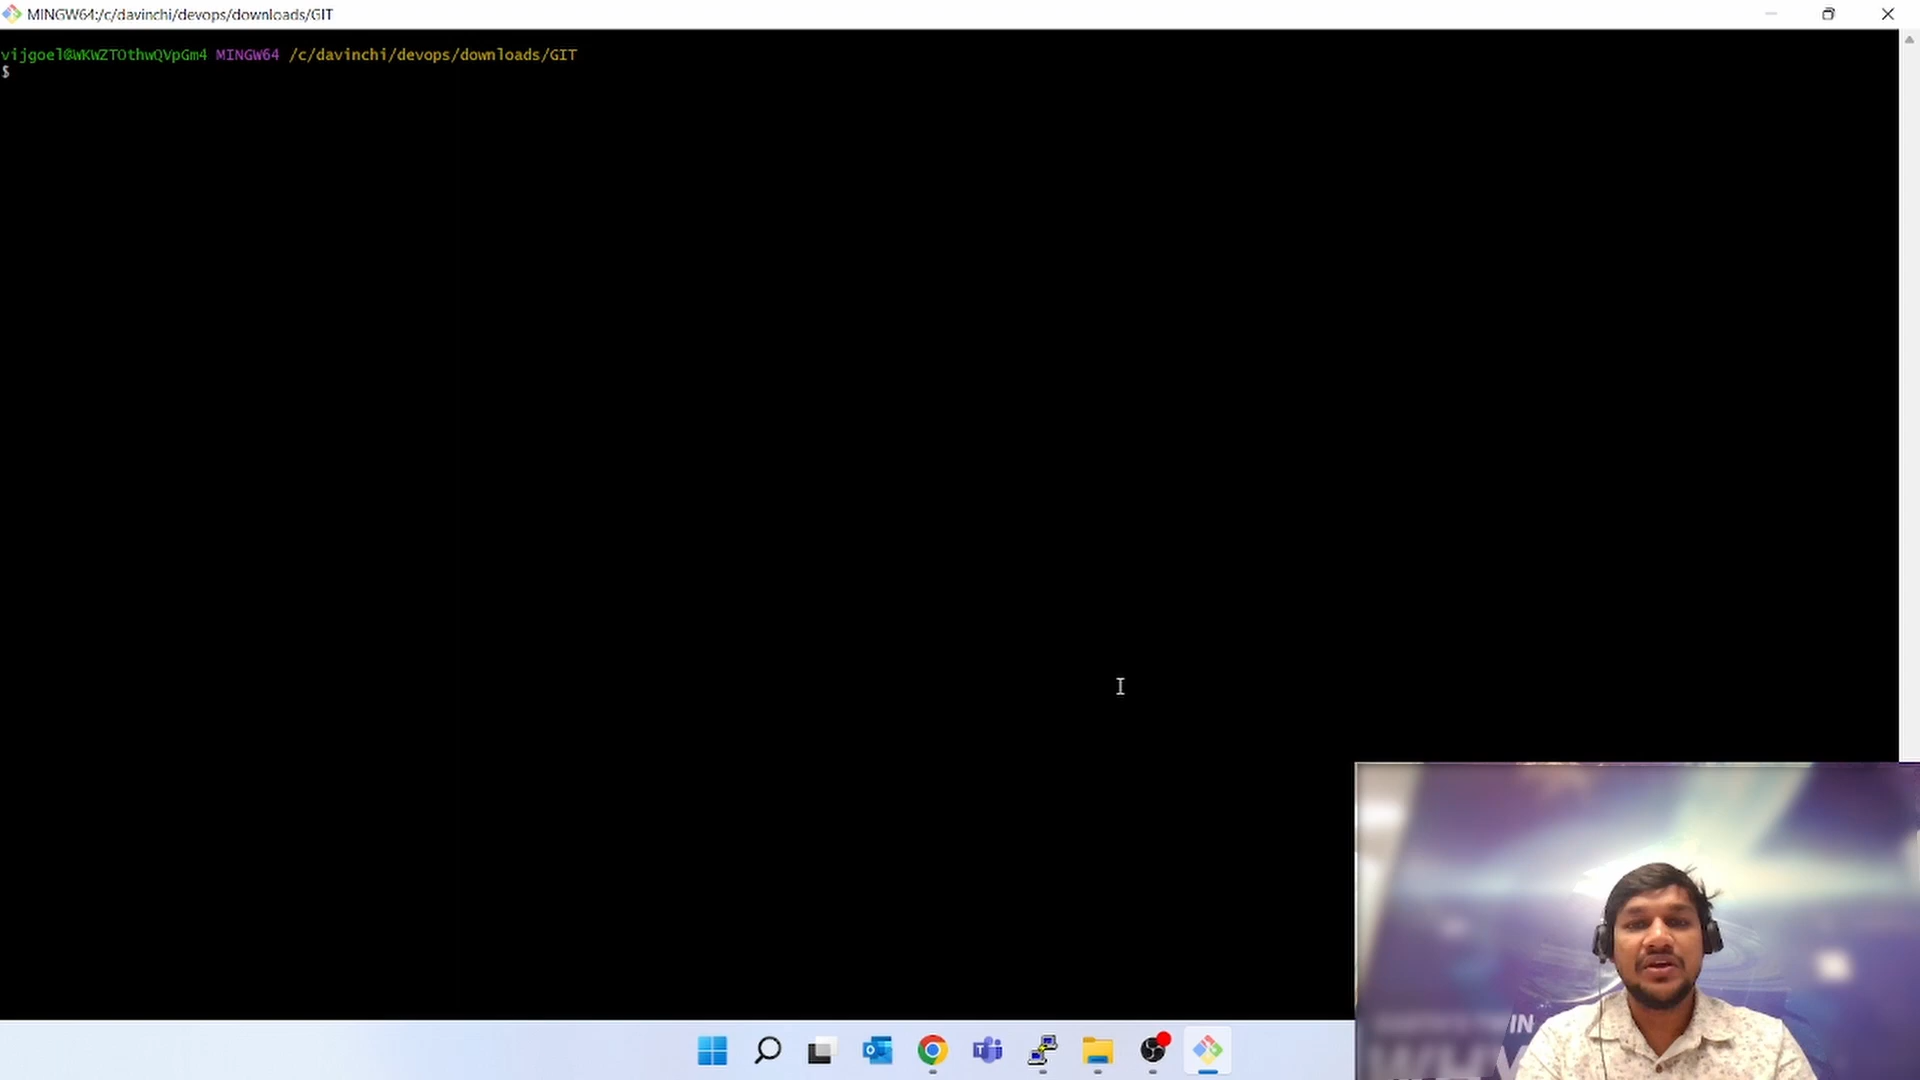 MINGW64:/c/davinchi/devops/downloads/GIT
vijgoel@WKWZTOthwQVpGm4 MINGW64 /c/davinchi/devops/downloads/GIT
$
IN